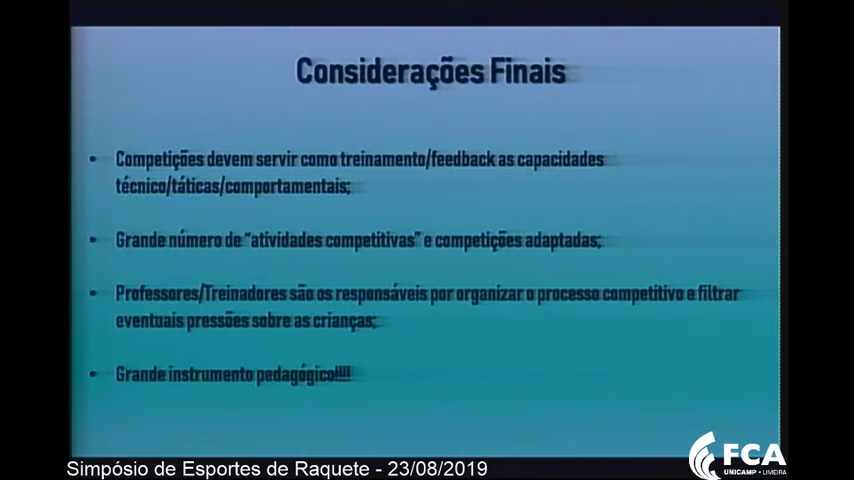 Considerações Finais
• Competições devem servir como treinamento/feedback as capacidades
técnico/táticas/comportamentais;
• Grande número de "atividades competitivas" e competições adaptadas;
• Professores/Treinadores são os responsáveis por organizar o processo competitivo e filtrar
eventuais pressões sobre as crianças;
• Grande instrumento pedagógico!!!!
Simpósio de Esportes de Raquete - 23/08/2019
FCA
UNICAMP • LIMEIRA